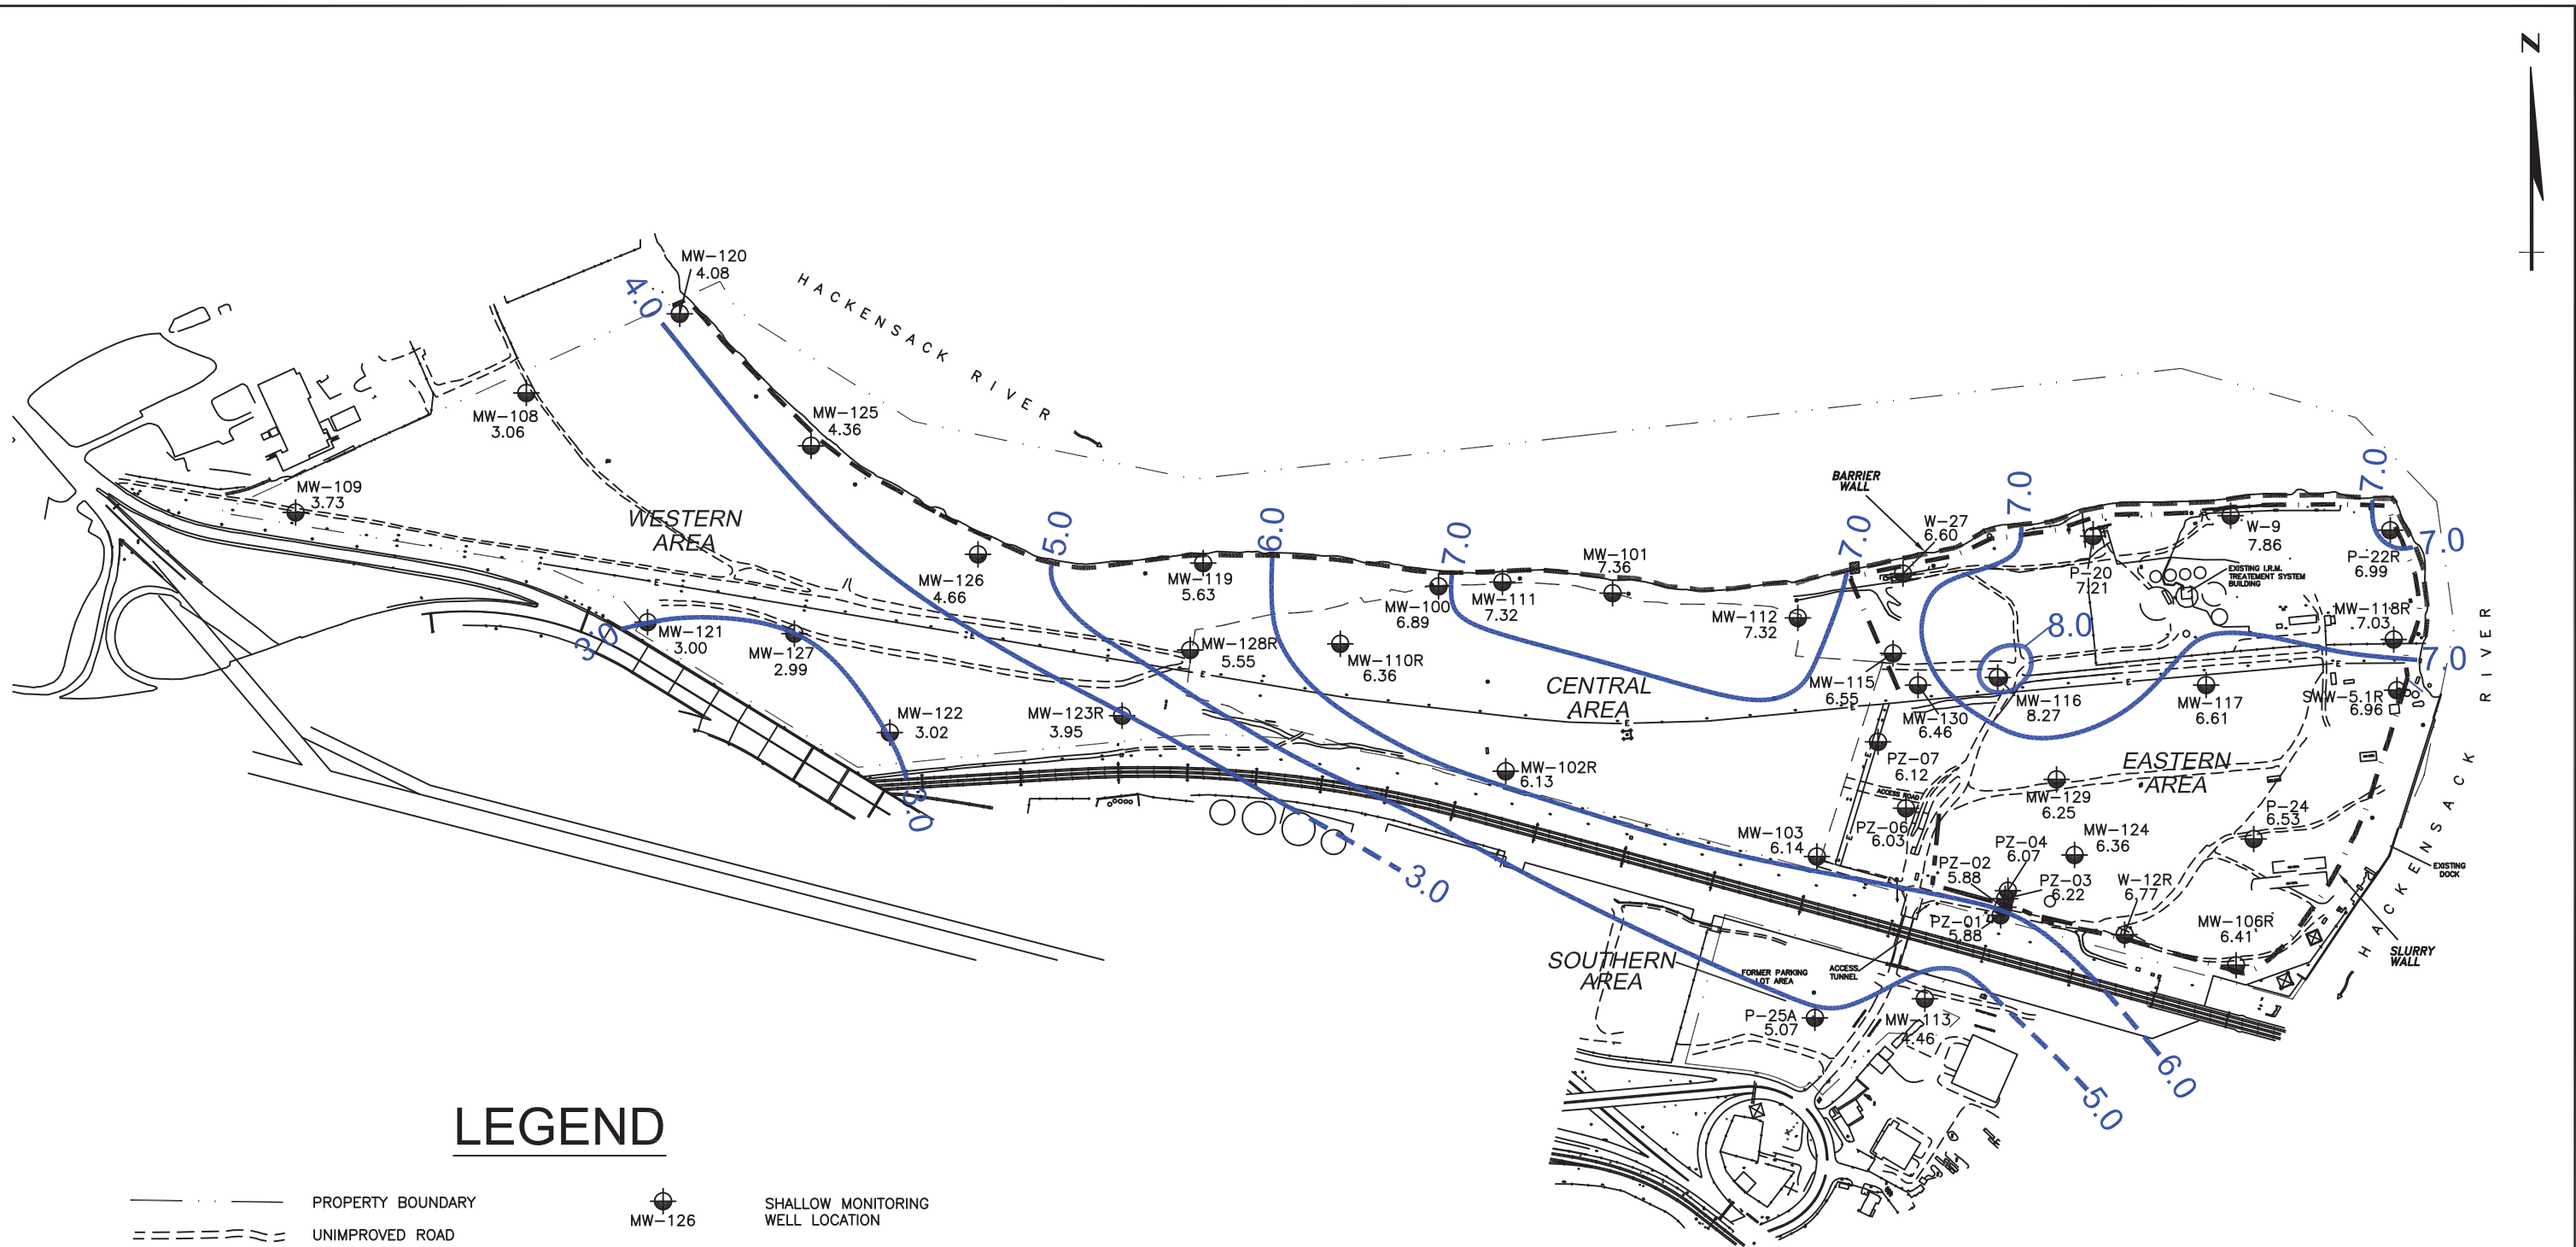 N
MW-120
4.08
4.0
HACKENSACK RIVER
MW-108
3.06
MW-125
4.36
MW-109
3.73
WESTERN
AREA
MW-126
4.66
5.0
MW-119
5.63
6.0
7.0
MW-100
6.89
MW-111
7.32
MW-101
7.36
MW-112
7.32
7.0
BARRIER
WALL
W-27
6.60
7.0
P-20
7.21
W-9
7.86
EXISTING I.R.M.
TREATEMENT SYSTEM
BUILDING
7.0
7.0
P-22R
6.99
MW-118R
7.03
7.0
RIVER
3.0
MW-121
3.00
MW-127
2.99
E
E
E
E
E
E
E
E
E
MW-128R
5.55
MW-110R
6.36
CENTRAL
AREA
MW-115
6.55
MW-130
6.46
8.0
MW-116
8.27
MW-117
6.61
SWW-5.1R
6.96
MW-122
3.02
MW-123R
3.95
3.0
MW-102R
6.13
PZ-07
6.12
ACCESS ROAD
EASTERN
AREA
MW-129
6.25
HACKENSACK
MW-103
6.14
PZ-06
6.03
PZ-04
6.07
MW-124
6.36
P-24
6.53
PZ-02
5.88
PZ-03
6.22
W-12R
6.77
EXISTING
DOCK
3.0
PZ-01
5.88
MW-106R
6.41
SLURRY
WALL
SOUTHERN
AREA
FORMER PARKING
LOT AREA
ACCESS
TUNNEL
P-25A
5.07
MW-113
4.46
6.0
5.0
LEGEND
PROPERTY BOUNDARY
MW-126
SHALLOW MONITORING
WELL LOCATION
UNIMPROVED ROAD